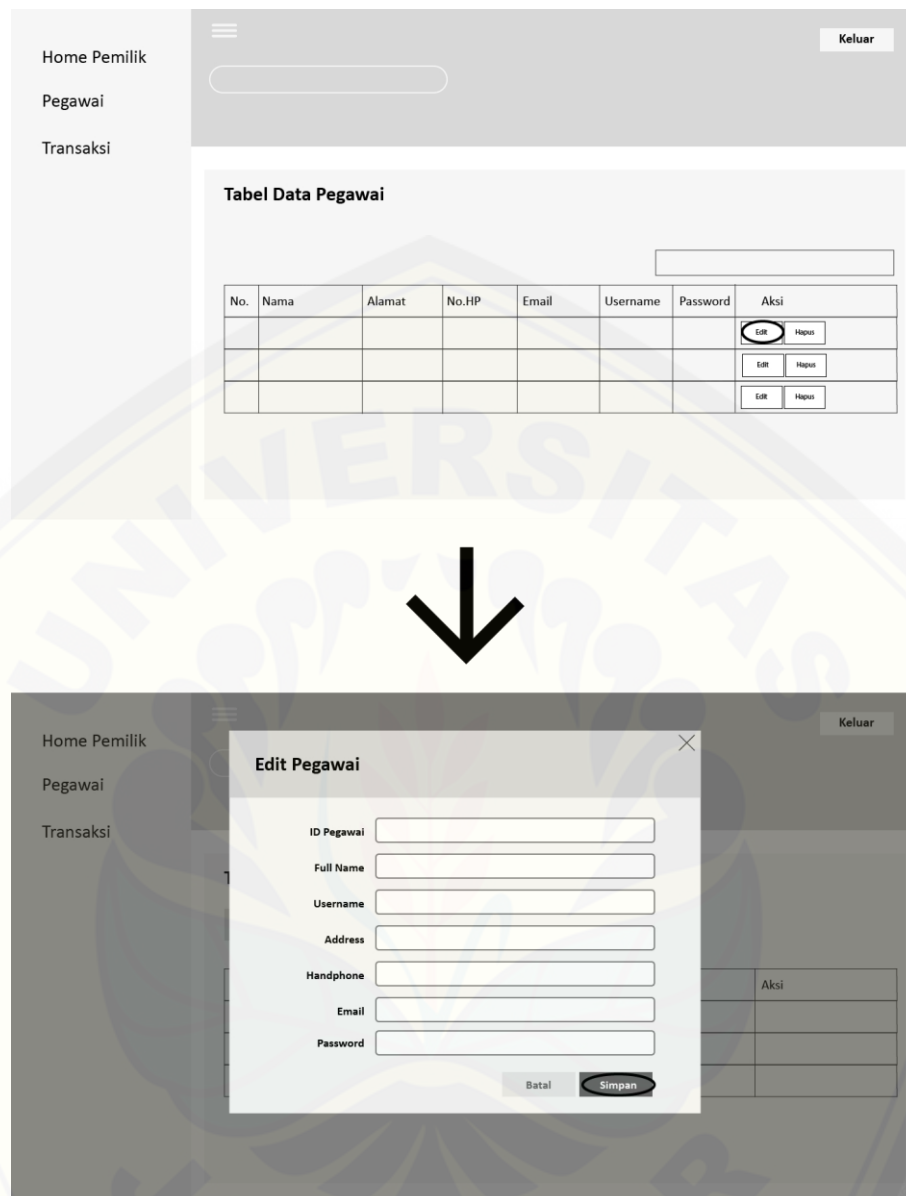 Keluar
Home Pemilik
Pegawai
Transaksi
Tabel Data Pegawai
No. Nama Alamat No.HP Email Username Password Aksi
Edit Hapus
Edit Hapus
Edit Hapus
UNIVERSITAS
Keluar
Home Pemilik
Edit Pegawai
Pegawai
Transaksi
ID Pegawai
Full Name
T
Username
Address
Handphone
Aksi
Email
Password
Batal Simpan